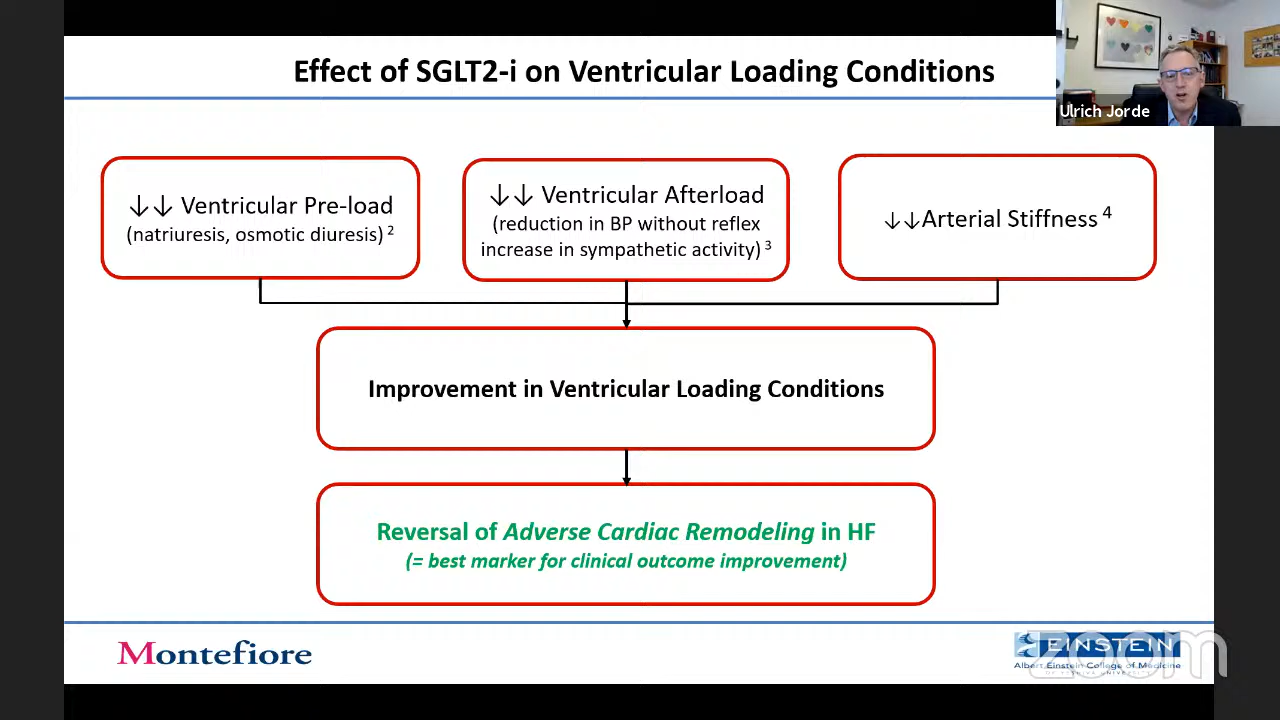 Effect of SGLT2-i on Ventricular Loading Conditions
Ulrich Jorde
↓↓ Ventricular Pre-load
(natriuresis, osmotic diuresis) 2
↓↓ Ventricular Afterload
(reduction in BP without reflex
increase in sympathetic activity) 3
↓↓Arterial Stiffness 4
Improvement in Ventricular Loading Conditions
Reversal of Adverse Cardiac Remodeling in HF
(= best marker for clinical outcome improvement)
Montefiore
EINSTEIN
Albert Einstein College of Medicine
zoom